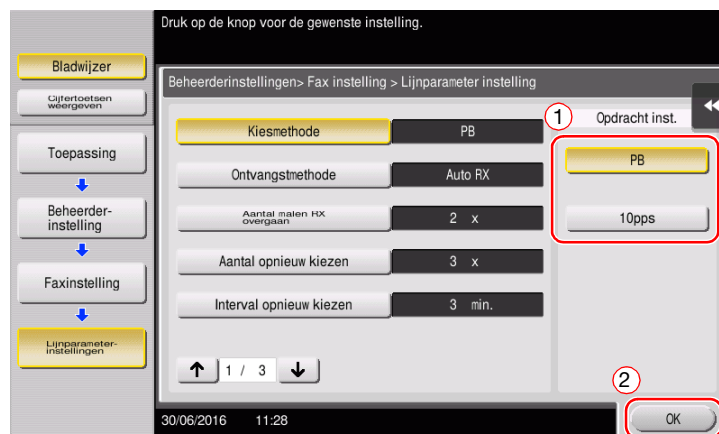 Druk op de knop voor de gewenste instelling.
Bladwijzer
Cijfertoetsen
weergeven
Toepassing
Beheerder-
instelling
Faxinstelling
Lijnparameter-
instellingen
Beheerderinstellingen> Fax instelling > Lijnparameter instelling
Kiesmethode PB
Ontvangstmethode Auto RX
Aantal malen RX
overgaan
2 x
Aantal opnieuw kiezen 3 x
Interval opnieuw kiezen 3 min.
↑ 1 / 3 ↓
1 Opdracht inst.
PB
10pps
2
OK
30/06/2016 11:28